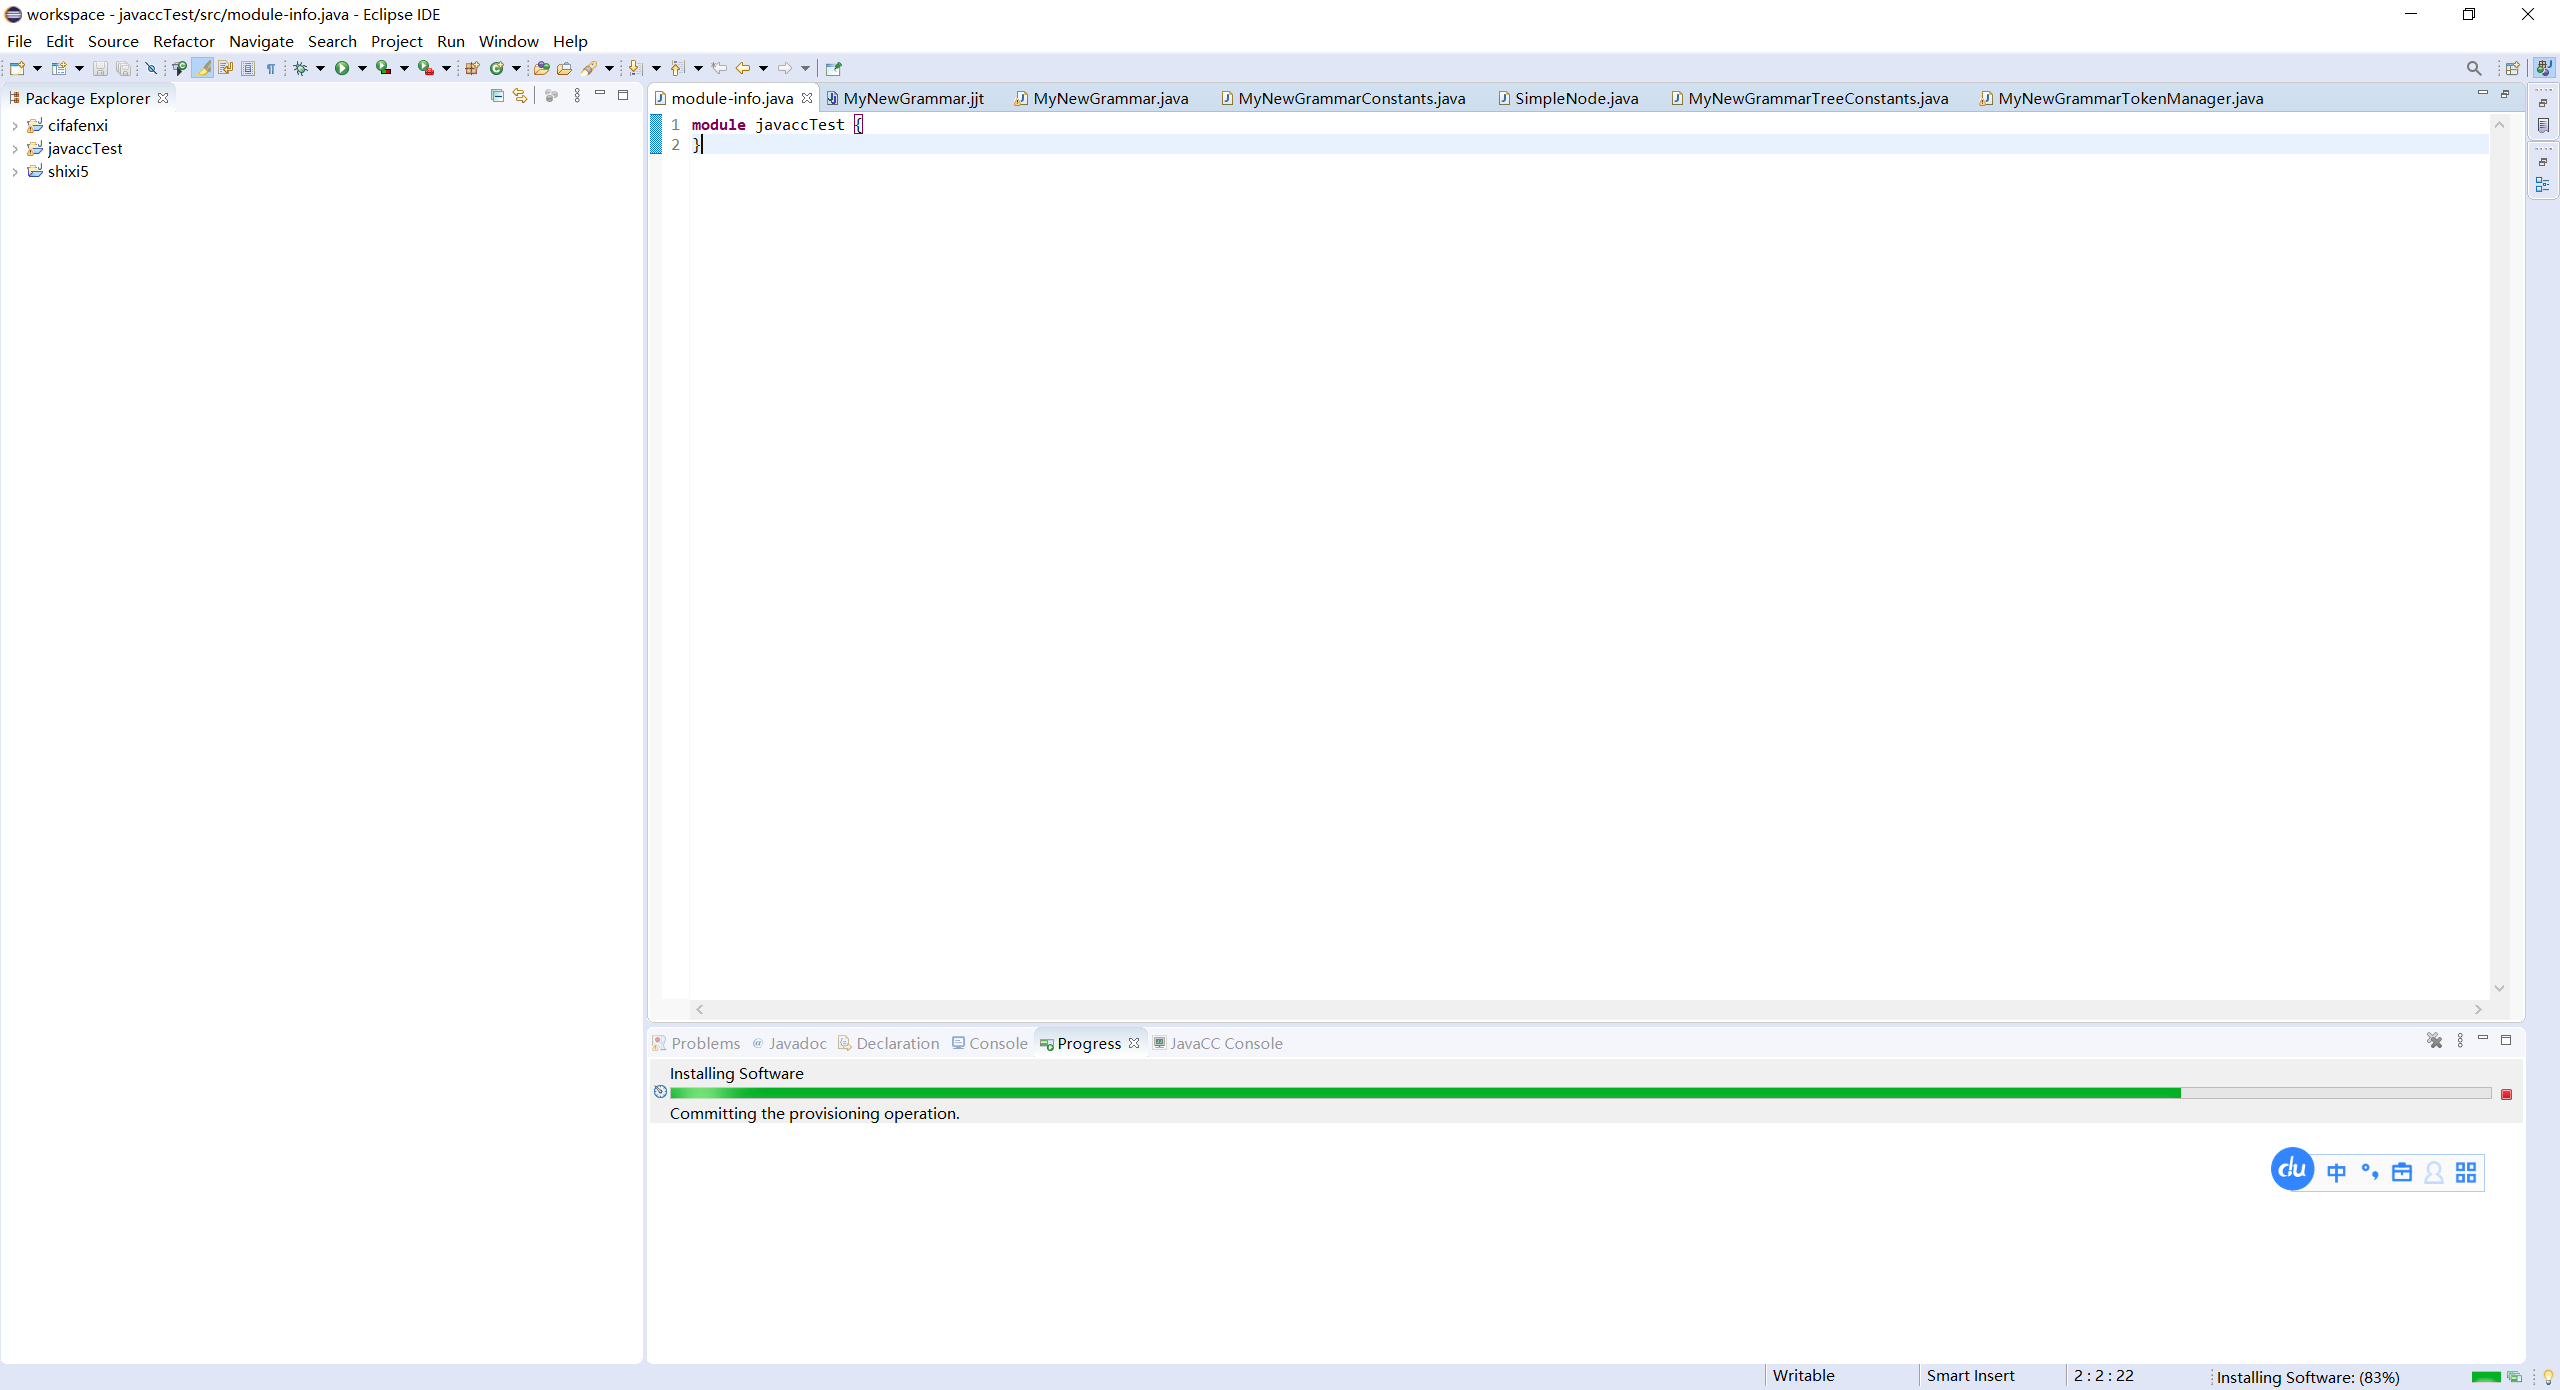 workspace - javaccTest/src/module-info.java - Eclipse IDE
File Edit Source Refactor Navigate Search Project Run Window Help
Package Explorer
cifafenxi
javaccTest
shixi5
module-info.java MyNewGrammar.jjt MyNewGrammar.java MyNewGrammarConstants.java SimpleNode.java MyNewGrammarTreeConstants.java MyNewGrammarTokenManager.java
1 module javaccTest {
2 }
Problems @ Javadoc Declaration Console Progress JavaCC Console
Installing Software
Committing the provisioning operation.
du 中 °,
Writable Smart Insert 2 : 2 : 22 Installing Software: (83%)